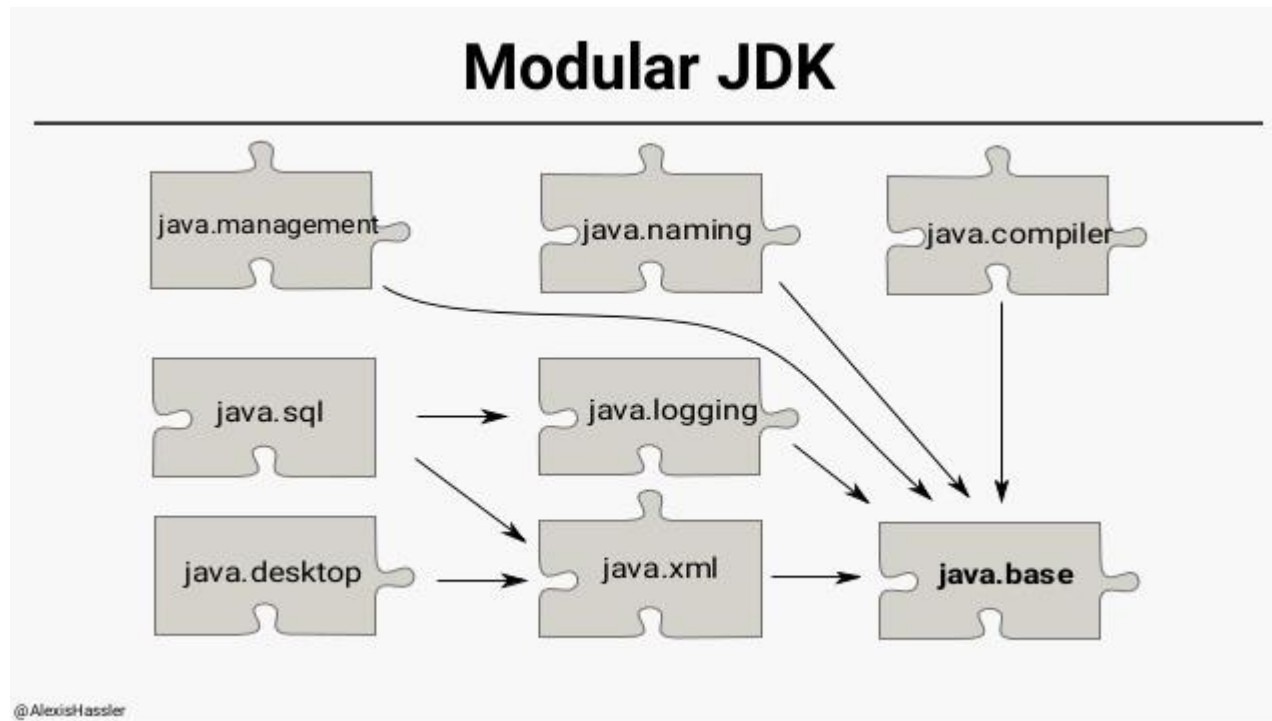 Modular JDK
java.management
java.naming
java.compiler
java.sql
java.logging
java.desktop
java.xml
java.base
@AlexisHassler